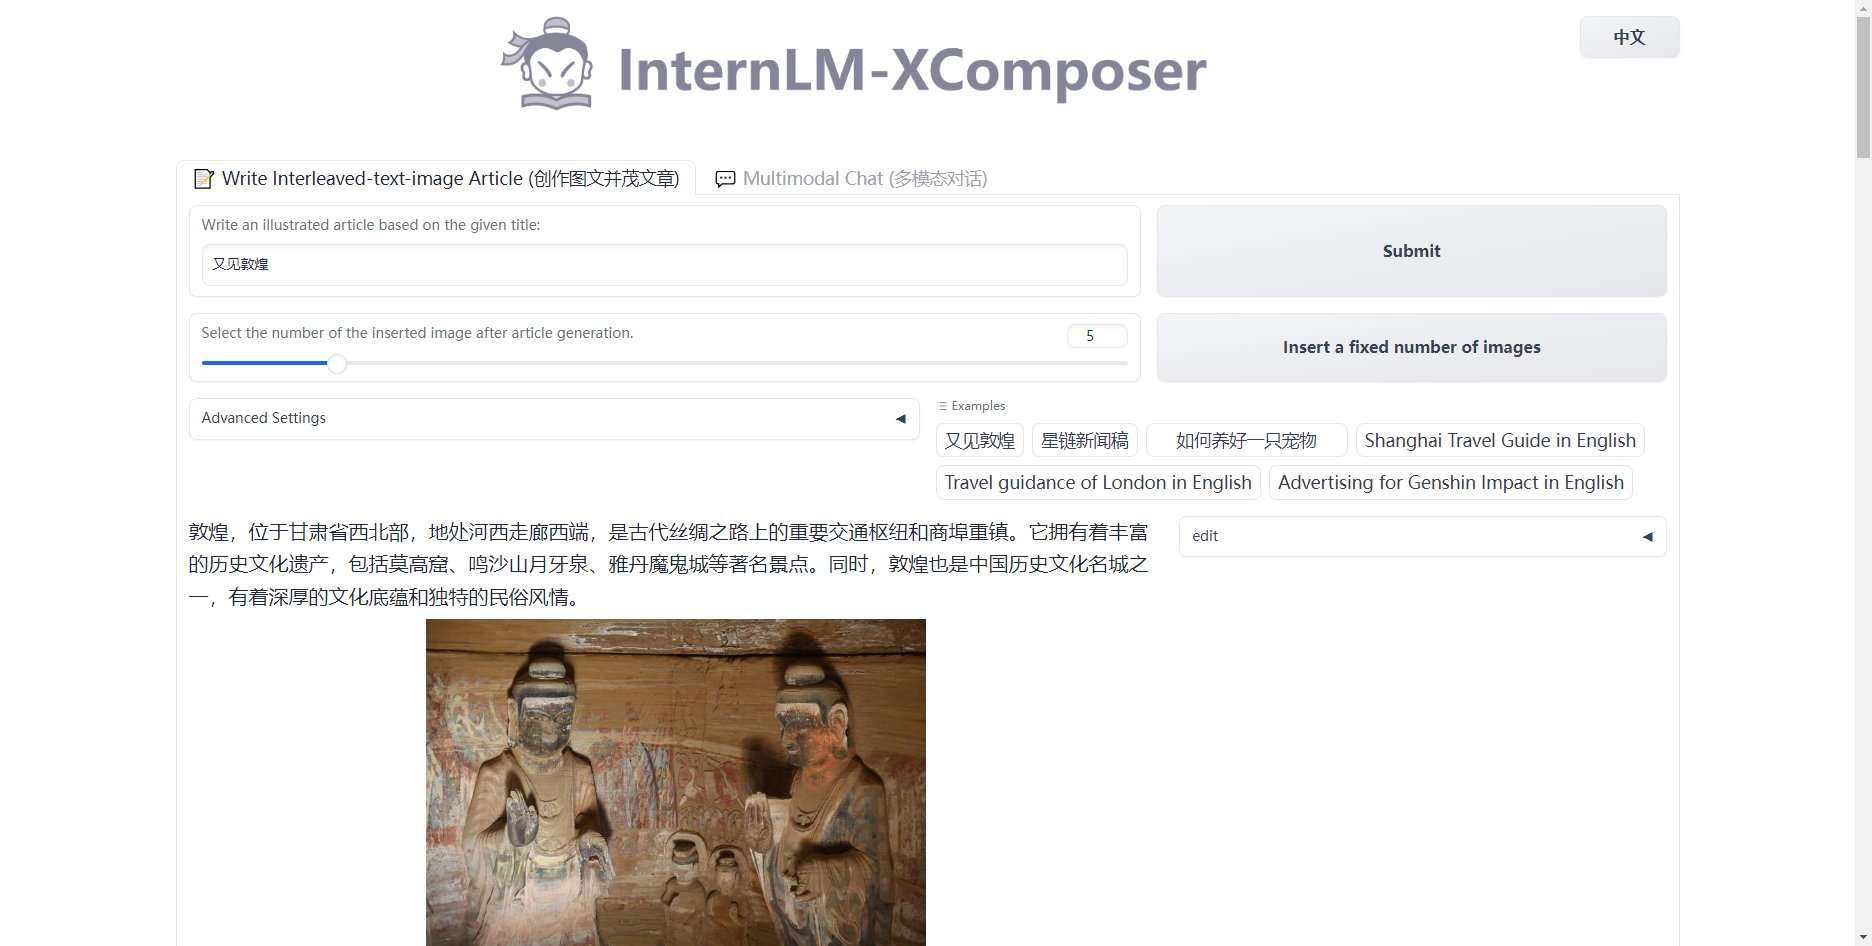 InternLM-XComposer
中文
Write Interleaved-text-image Article (创作图文并茂文章)
Multimodal Chat (多模态对话)
Write an illustrated article based on the given title:
又见敦煌
Submit
Select the number of the inserted image after article generation.
5
Insert a fixed number of images
Advanced Settings
Examples
又见敦煌
星链新闻稿
如何养好一只宠物
Shanghai Travel Guide in English
Travel guidance of London in English
Advertising for Genshin Impact in English
敦煌，位于甘肃省西北部，地处河西走廊西端，是古代丝绸之路上的重要交通枢纽和商埠重镇。它拥有着丰富
的历史文化遗产，包括莫高窟、鸣沙山月牙泉、雅丹魔鬼城等著名景点。同时，敦煌也是中国历史文化名城之
一，有着深厚的文化底蕴和独特的民俗风情。
edit